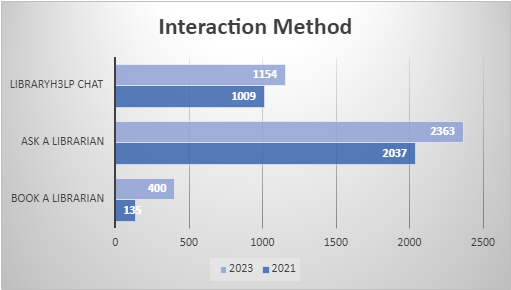 Interaction Method
LIBRARYH3LP CHAT
1154
1009
ASK A LIBRARIAN
2363
2037
BOOK A LIBRARIAN
400
135
0 500 1000 1500 2000 2500
2023 2021